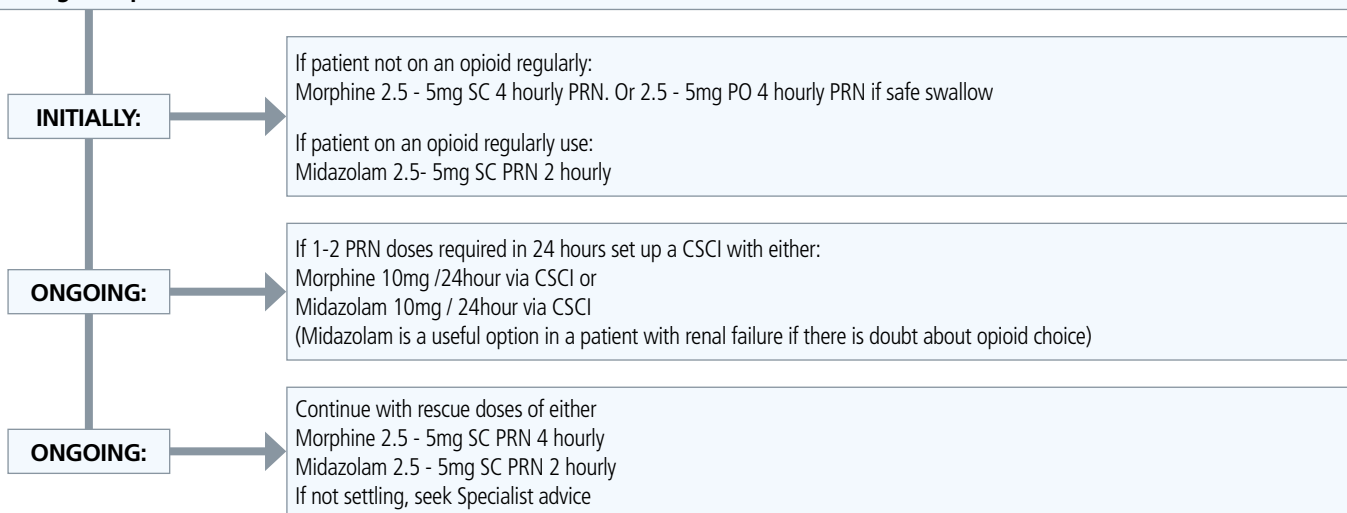 INITIALLY:
If patient not on an opioid regularly:
Morphine 2.5 - 5mg SC 4 hourly PRN. Or 2.5 - 5mg PO 4 hourly PRN if safe swallow
If patient on an opioid regularly use:
Midazolam 2.5- 5mg SC PRN 2 hourly
ONGOING:
If 1-2 PRN doses required in 24 hours set up a CSCI with either:
Morphine 10mg /24hour via CSCI or
Midazolam 10mg / 24hour via CSCI
(Midazolam is a useful option in a patient with renal failure if there is doubt about opioid choice)
ONGOING:
Continue with rescue doses of either
Morphine 2.5 - 5mg SC PRN 4 hourly
Midazolam 2.5 - 5mg SC PRN 2 hourly
If not settling, seek Specialist advice